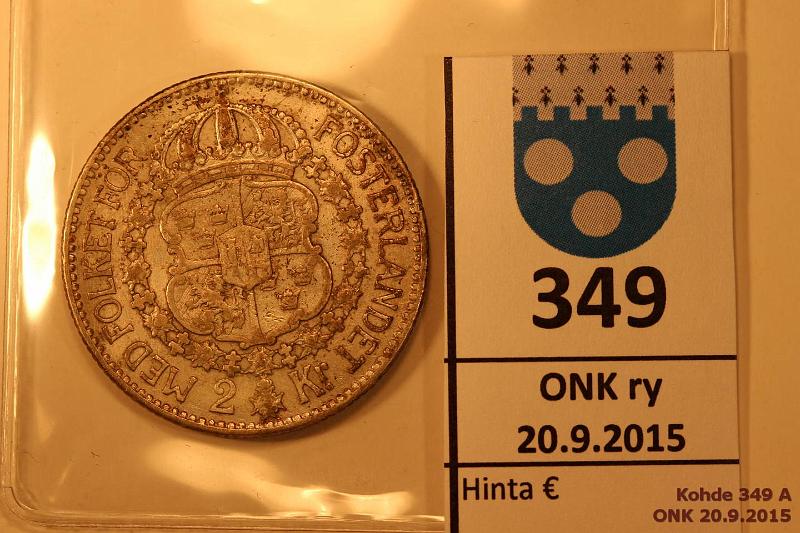 MED FOLKET FÖR FOSTERLANDET
2 Kr
349
ONK ry
20.9.2015
Hinta €
Kohde 349 A
ONK 20.9.2015